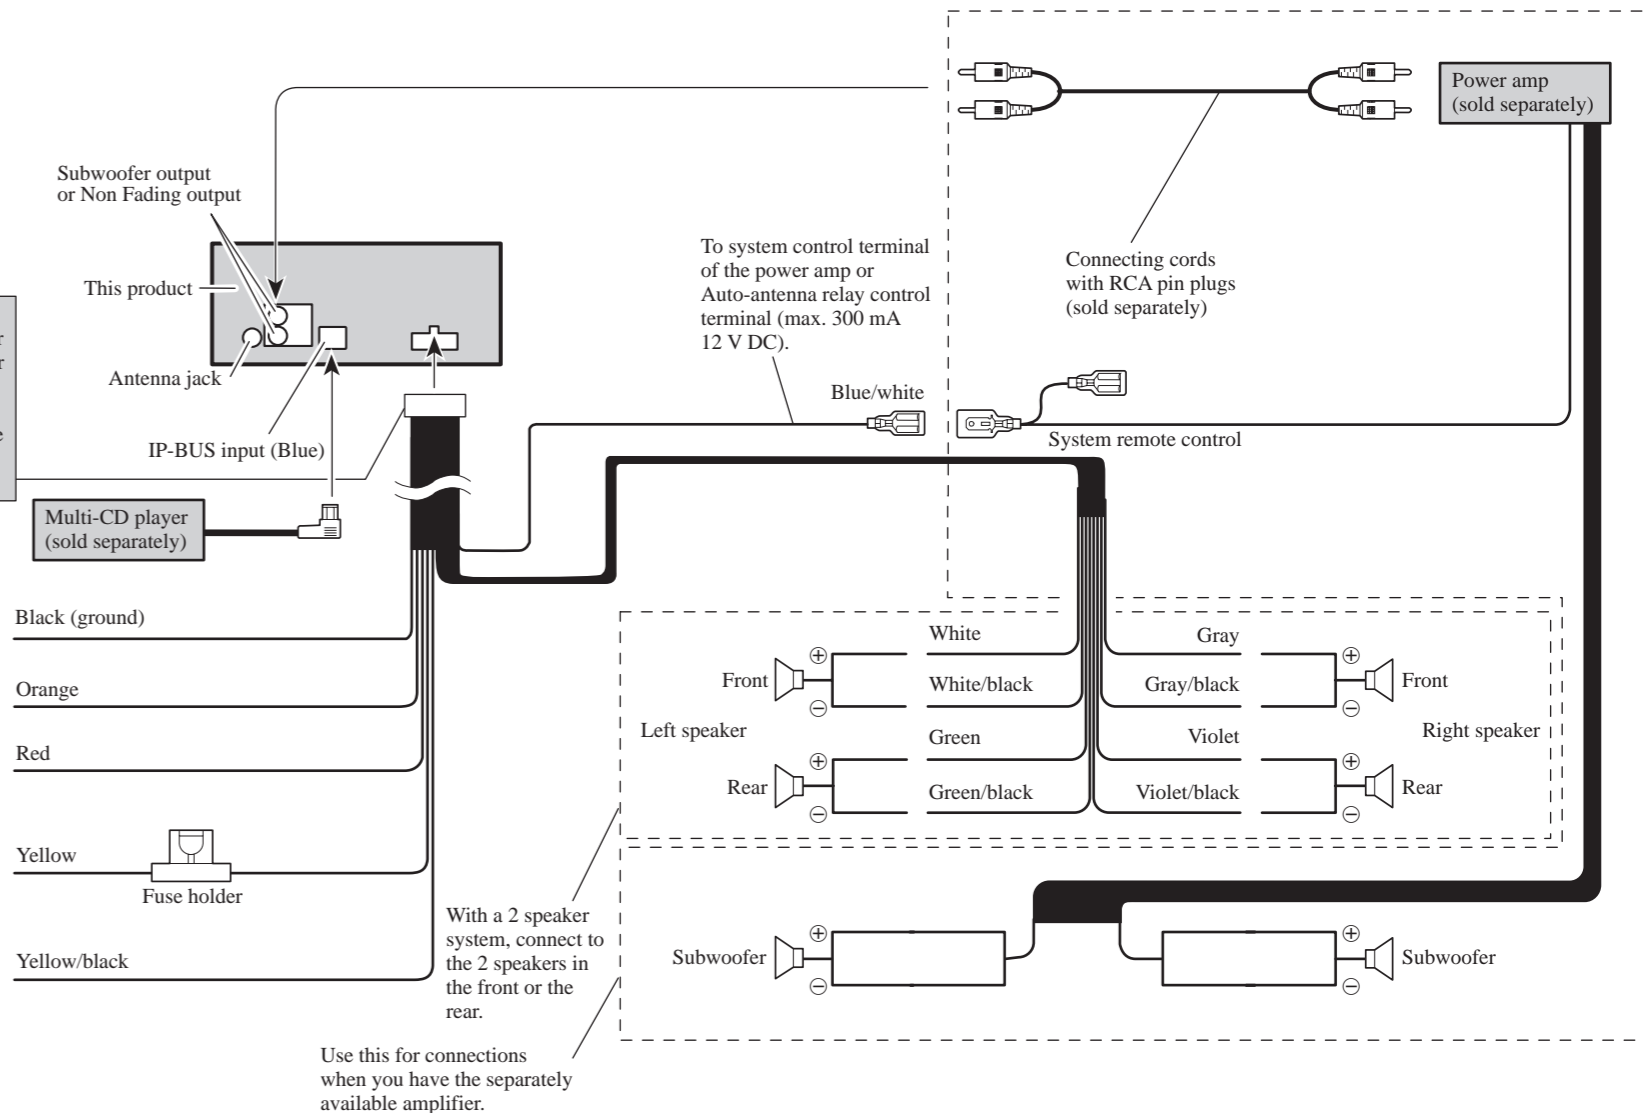 Power amp
(sold separately)
Subwoofer output
or Non Fading output
This product
Antenna jack
IP-BUS input (Blue)
Multi-CD player
(sold separately)
To system control terminal
of the power amp or
Auto-antenna relay control
terminal (max. 300 mA
12 V DC).
Connecting cords
with RCA pin plugs
(sold separately)
Blue/white
System remote control
Black (ground)
Orange
Red
Yellow
Fuse holder
Yellow/black
White
Gray
Front
White/black
Gray/black
Front
Left speaker
Right speaker
Green
Violet
Rear
Green/black
Violet/black
Rear
With a 2 speaker
system, connect to
the 2 speakers in
the front or the
rear.
Subwoofer
Subwoofer
Use this for connections
when you have the separately
available amplifier.